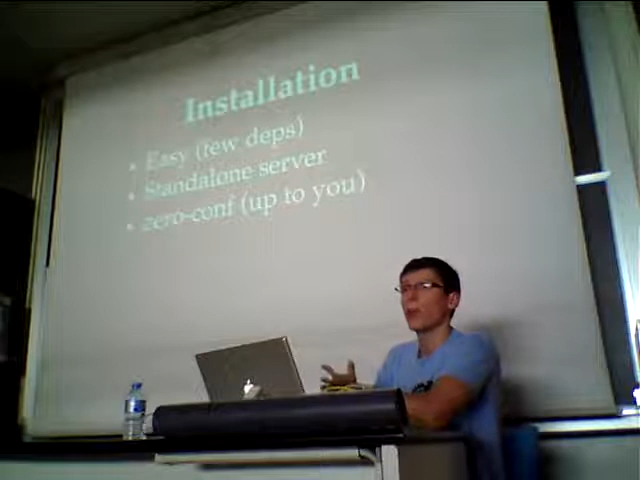 Installation
Easy (few deps)
Standalone server
zero-conf (up to you)